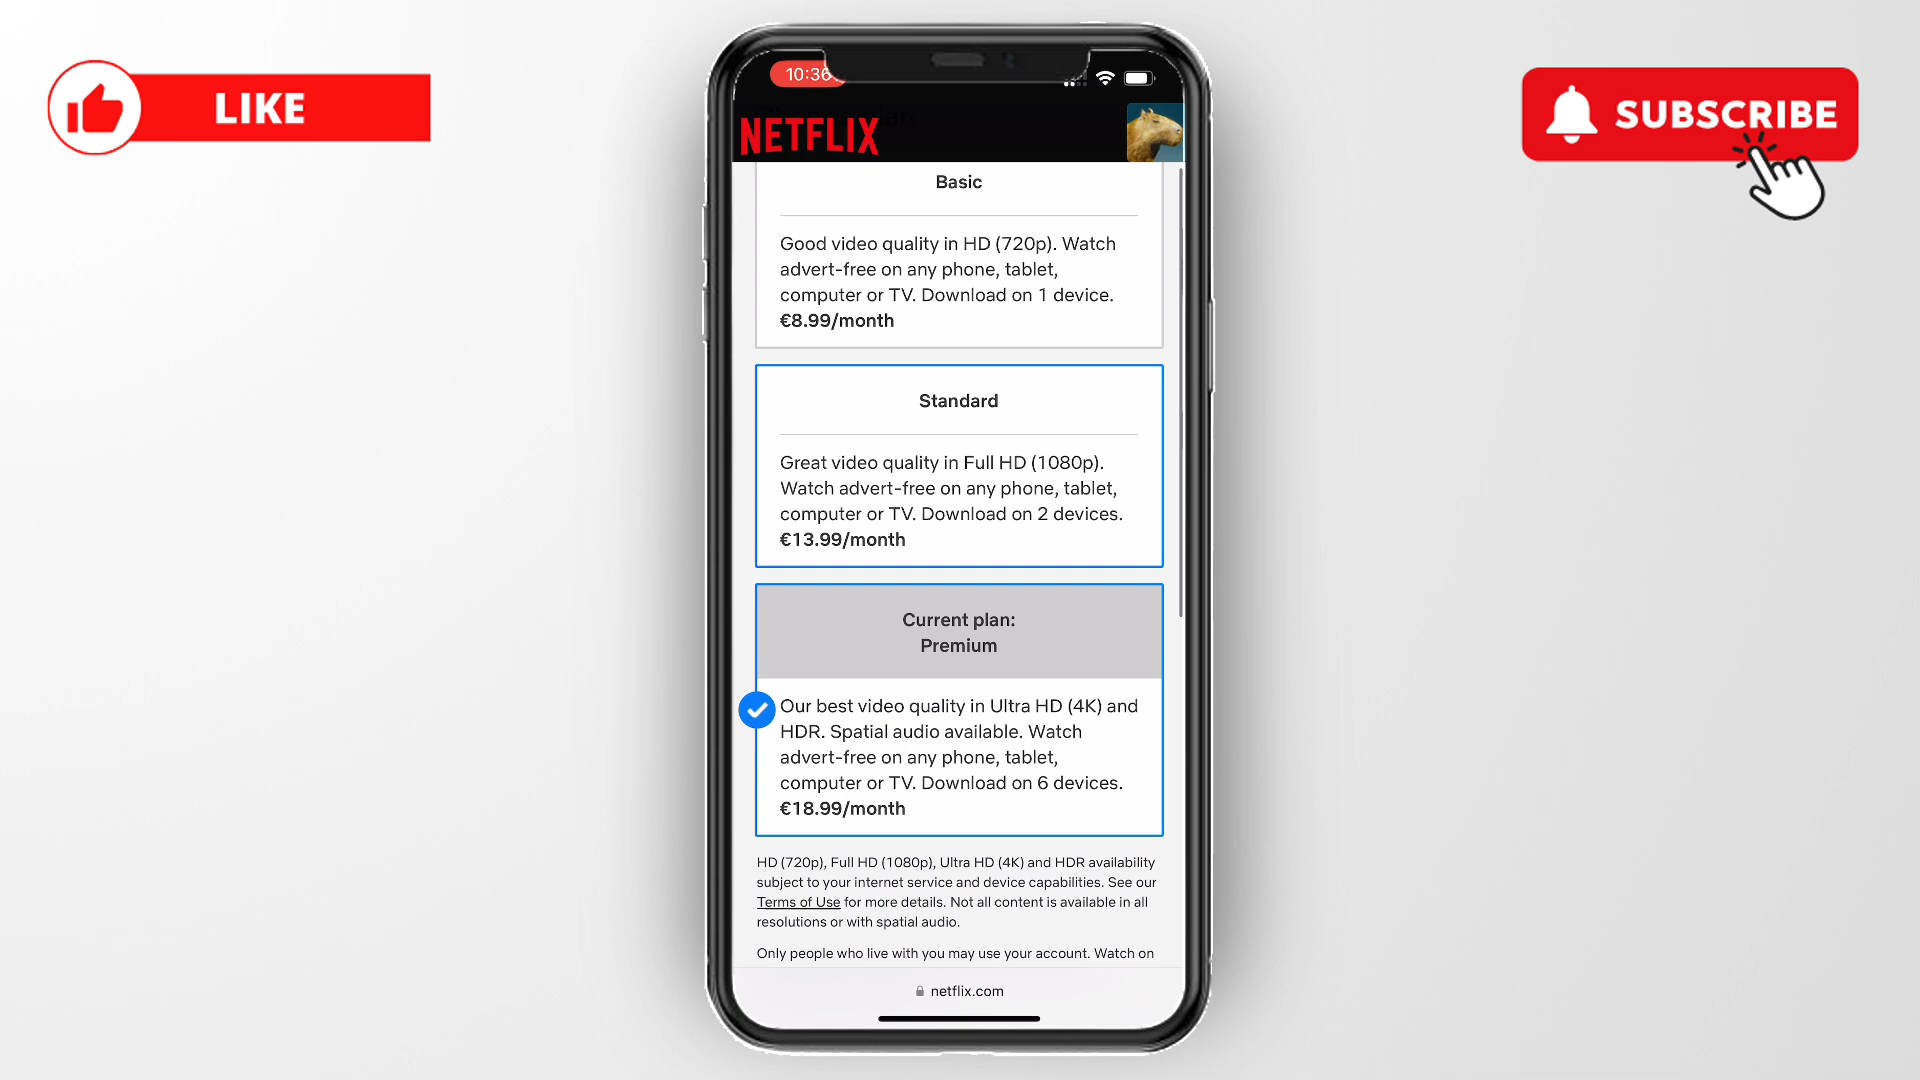 LIKE
SUBSCRIBE
10:36
NETFLIX
Basic
Good video quality in HD (720p). Watch
advert-free on any phone, tablet,
computer or TV. Download on 1 device.
€8.99/month
Standard
Great video quality in Full HD (1080p).
Watch advert-free on any phone, tablet,
computer or TV. Download on 2 devices.
€13.99/month
Current plan:
Premium
Our best video quality in Ultra HD (4K) and
HDR. Spatial audio available. Watch
advert-free on any phone, tablet,
computer or TV. Download on 6 devices.
€18.99/month
HD (720p), Full HD (1080p), Ultra HD (4K) and HDR availability
subject to your internet service and device capabilities. See our
Terms of Use for more details. Not all content is available in all
resolutions or with spatial audio.
Only people who live with you may use your account. Watch on
netflix.com